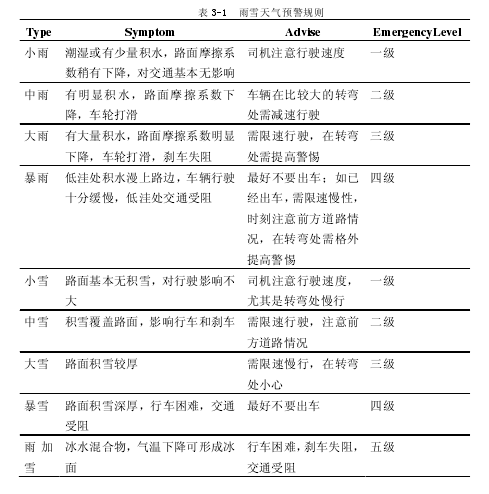 表 3-1 雨雪天气预警规则
Type Symptom Advise EmergencyLevel
小雨 潮湿或有少量积水，路面摩擦系 司机注意行驶速度 一级
数稍有下降，对交通基本无影响
中雨 有明显积水，路面摩擦系数下 车辆在比较大的转弯 二级
降，车轮打滑 处需减速行驶
大雨 有大量积水，路面摩擦系数明显 需限速行驶，在转弯 三级
下降，车轮打滑，刹车失阻 处需提高警惕
暴雨 低洼处积水漫上路边，车辆行驶 最好不要出车；如已 四级
十分缓慢，低洼处交通受阻 经出车，需限速慢性，
时刻注意前方道路情
况，在转弯处需格外
提高警惕
小雪 路面基本无积雪，对行驶影响不 司机注意行驶速度， 一级
大 尤其是转弯处慢行
中雪 积雪覆盖路面，影响行车和刹车 需限速行驶，注意前 二级
方道路情况
大雪 路面积雪较厚 需限速慢行，在转弯 三级
处小心
暴雪 路面积雪深厚，行车困难，交通 最好不要出车 四级
受阻
雨 加 冰水混合物，气温下降可形成冰 行车困难，刹车失阻， 五级
雪 面 交通受阻